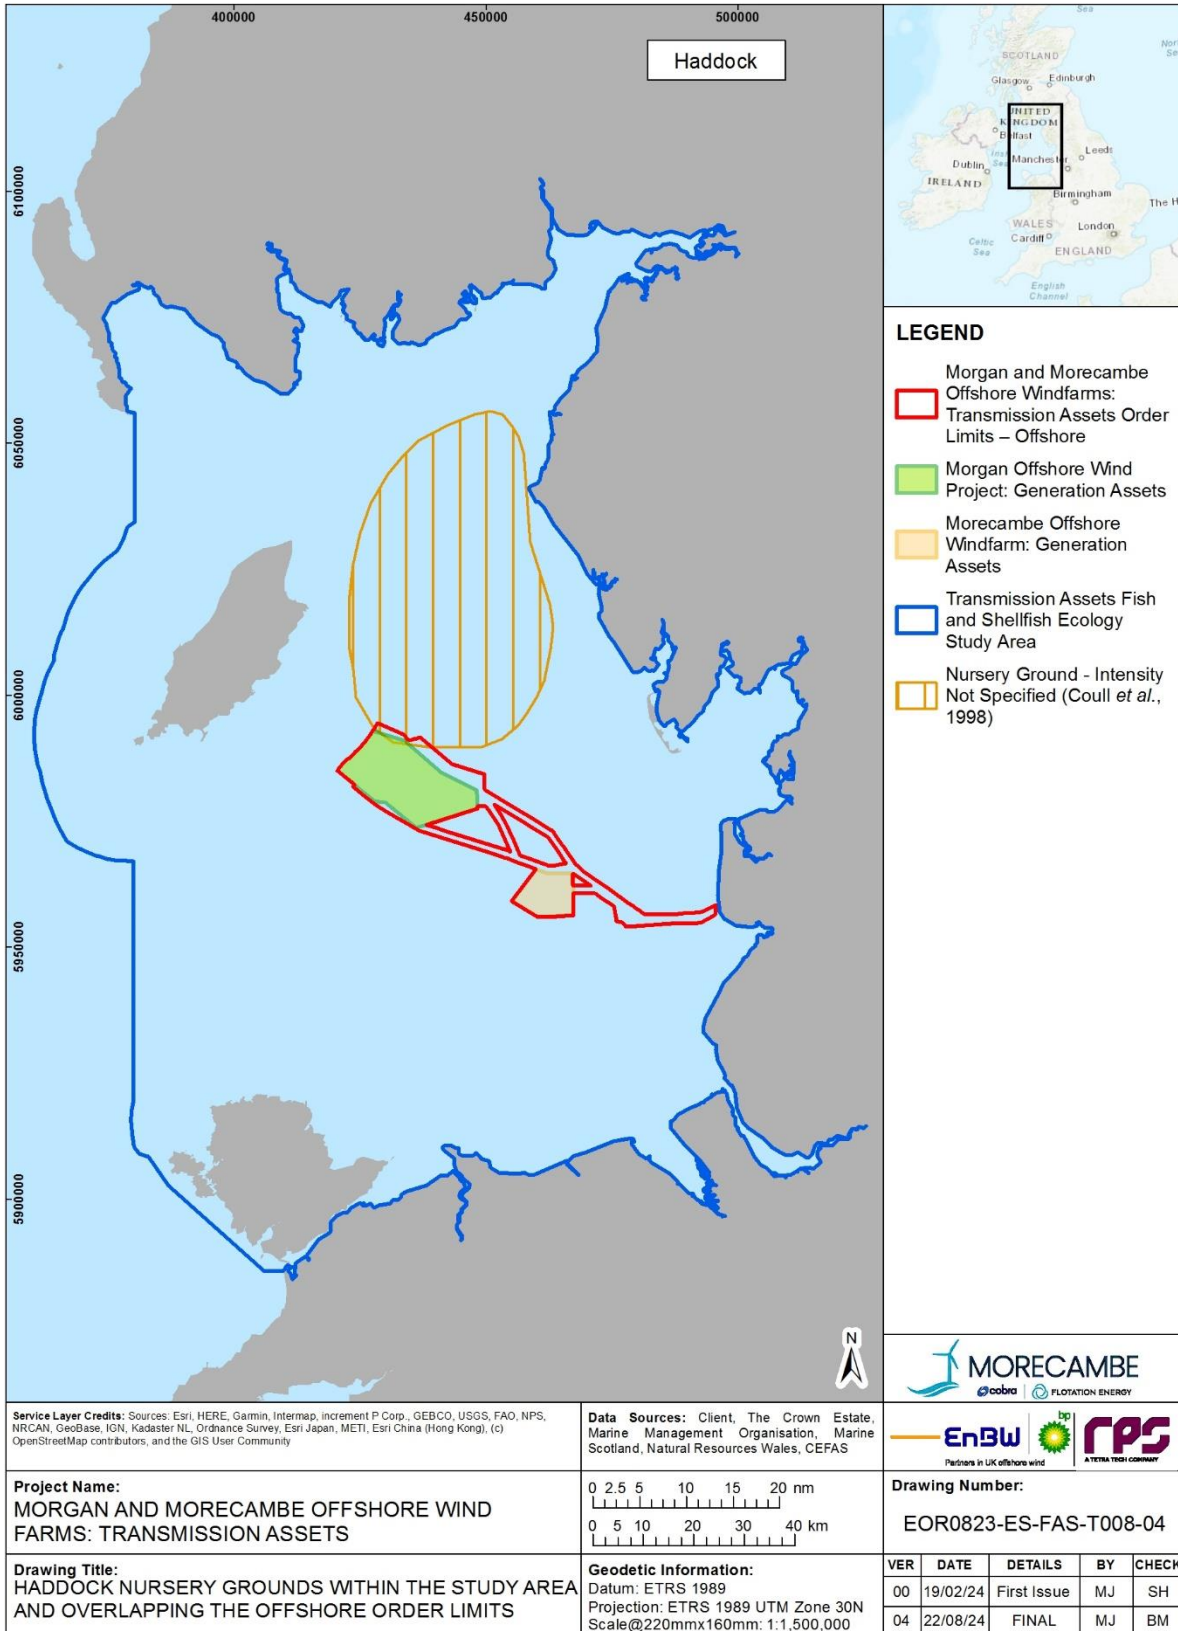 400000
450000
500000
Haddock
6100000
6050000
6000000
5950000
5900000
N
SCOTLAND
Glasgow
Edinburgh
UNITED
KINGDOM
Belfast
Leeds
Dublin
Manchester
IRELAND
Birmingham
WALES
Cardiff
London
ENGLAND
Celtic
Sea
English
Channel
LEGEND
Morgan and Morecambe
Offshore Windfarms:
Transmission Assets Order
Limits – Offshore
Morgan Offshore Wind
Project: Generation Assets
Morecambe Offshore
Windfarm: Generation
Assets
Transmission Assets Fish
and Shellfish Ecology
Study Area
Nursery Ground - Intensity
Not Specified (Coull et al.,
1998)
MORECAMBE
cobra | FLOTATION ENERGY
EnBW bp
Partners in UK offshore wind
RPS
A TETRA TECH COMPANY
Service Layer Credits: Sources: Esri, HERE, Garmin, Intermap, increment P Corp., GEBCO, USGS, FAO, NPS,
NRCAN, GeoBase, IGN, Kadaster NL, Ordnance Survey, Esri Japan, METI, Esri China (Hong Kong), (c)
OpenStreetMap contributors, and the GIS User Community
Data Sources: Client, The Crown Estate,
Marine Management Organisation, Marine
Scotland, Natural Resources Wales, CEFAS
Project Name:
MORGAN AND MORECAMBE OFFSHORE WIND
FARMS: TRANSMISSION ASSETS
0 2.5 5 10 15 20 nm
0 5 10 20 30 40 km
Drawing Number:
EOR0823-ES-FAS-T008-04
Drawing Title:
HADDOCK NURSERY GROUNDS WITHIN THE STUDY AREA
AND OVERLAPPING THE OFFSHORE ORDER LIMITS
Geodetic Information:
Datum: ETRS 1989
Projection: ETRS 1989 UTM Zone 30N
Scale@220mmx160mm: 1:1,500,000
VER DATE DETAILS BY CHECK
00 19/02/24 First Issue MJ SH
04 22/08/24 FINAL MJ BM